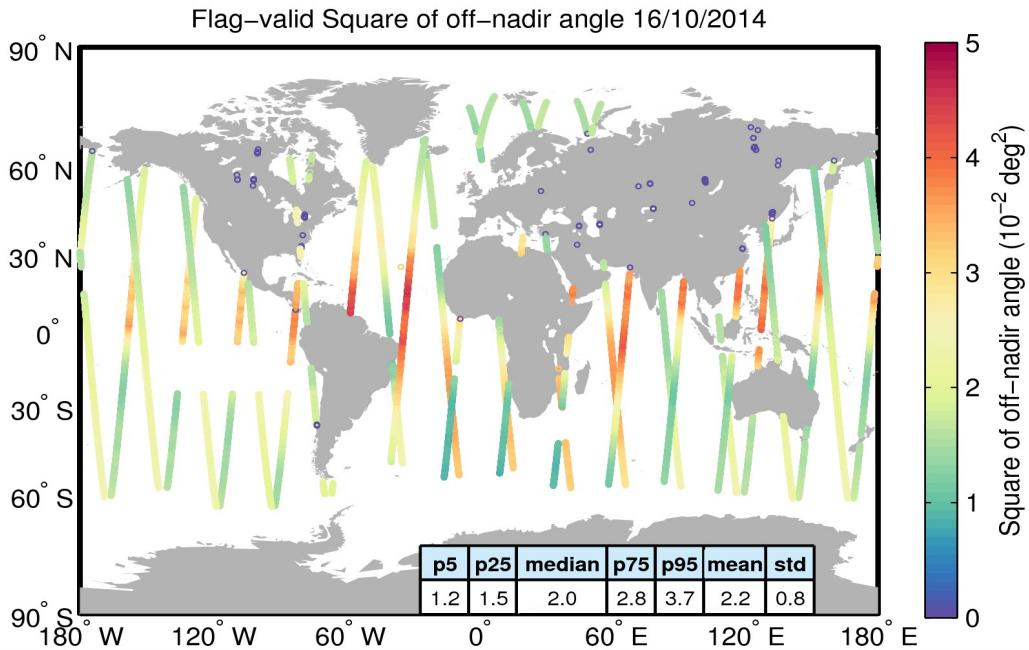 Flag−valid Square of off−nadir angle 16/10/2014
90° N
60° N
30° N
0°
30° S
60° S
90° S
180° W
120° W
60° W
0°
60° E
120° E
180° E
p5 p25 median p75 p95 mean std
1.2 1.5 2.0 2.8 3.7 2.2 0.8
5
4
3
2
1
0
Square of off−nadir angle (10⁻² deg²)